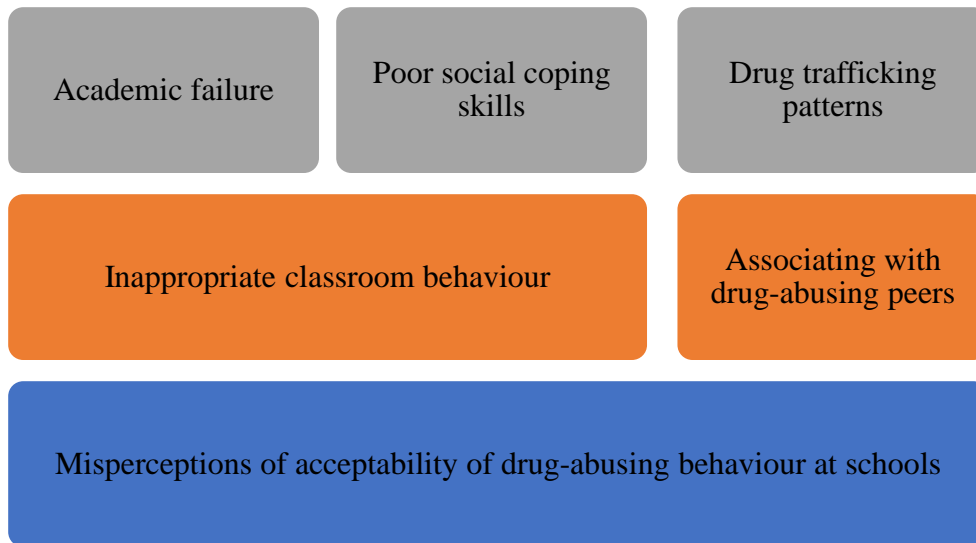 Academic failure
Poor social coping
skills
Drug trafficking
patterns
Inappropriate classroom behaviour
Associating with
drug-abusing peers
Misperceptions of acceptability of drug-abusing behaviour at schools